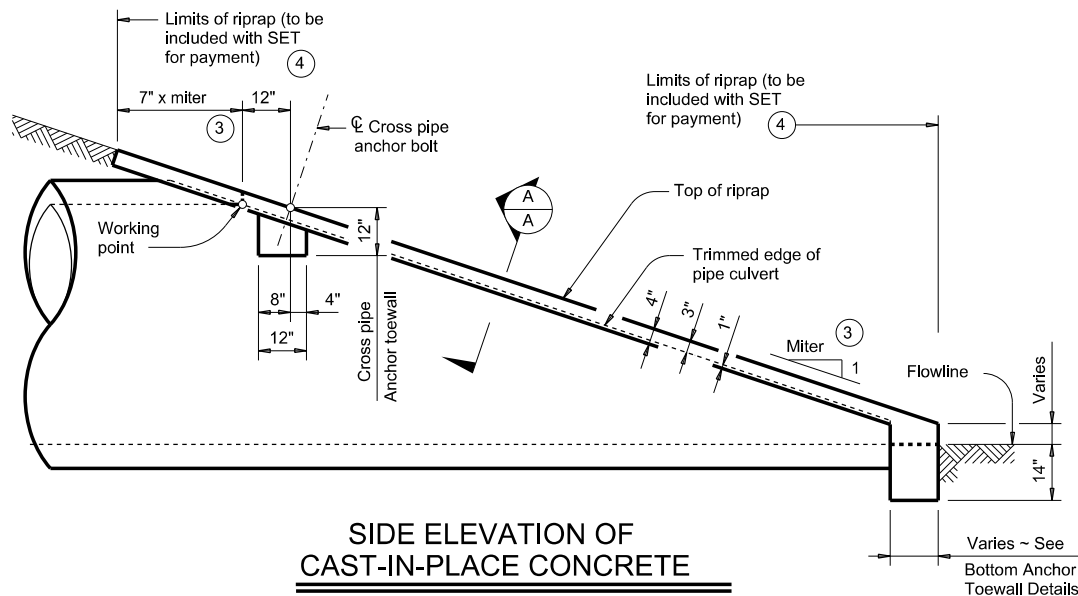 Limits of riprap (to be
included with SET
for payment)
4
7" x miter
12"
3
℄ Cross pipe
anchor bolt
Limits of riprap (to be
included with SET
for payment)
4
A
A
Top of riprap
Working
point
12"
Trimmed edge of
pipe culvert
8"
4"
12"
Cross pipe
Anchor toewall
4"
3"
1"
Miter
3
1
Flowline
Varies
14"
SIDE ELEVATION OF
CAST-IN-PLACE CONCRETE
Varies ~ See
Bottom Anchor
Toewall Details